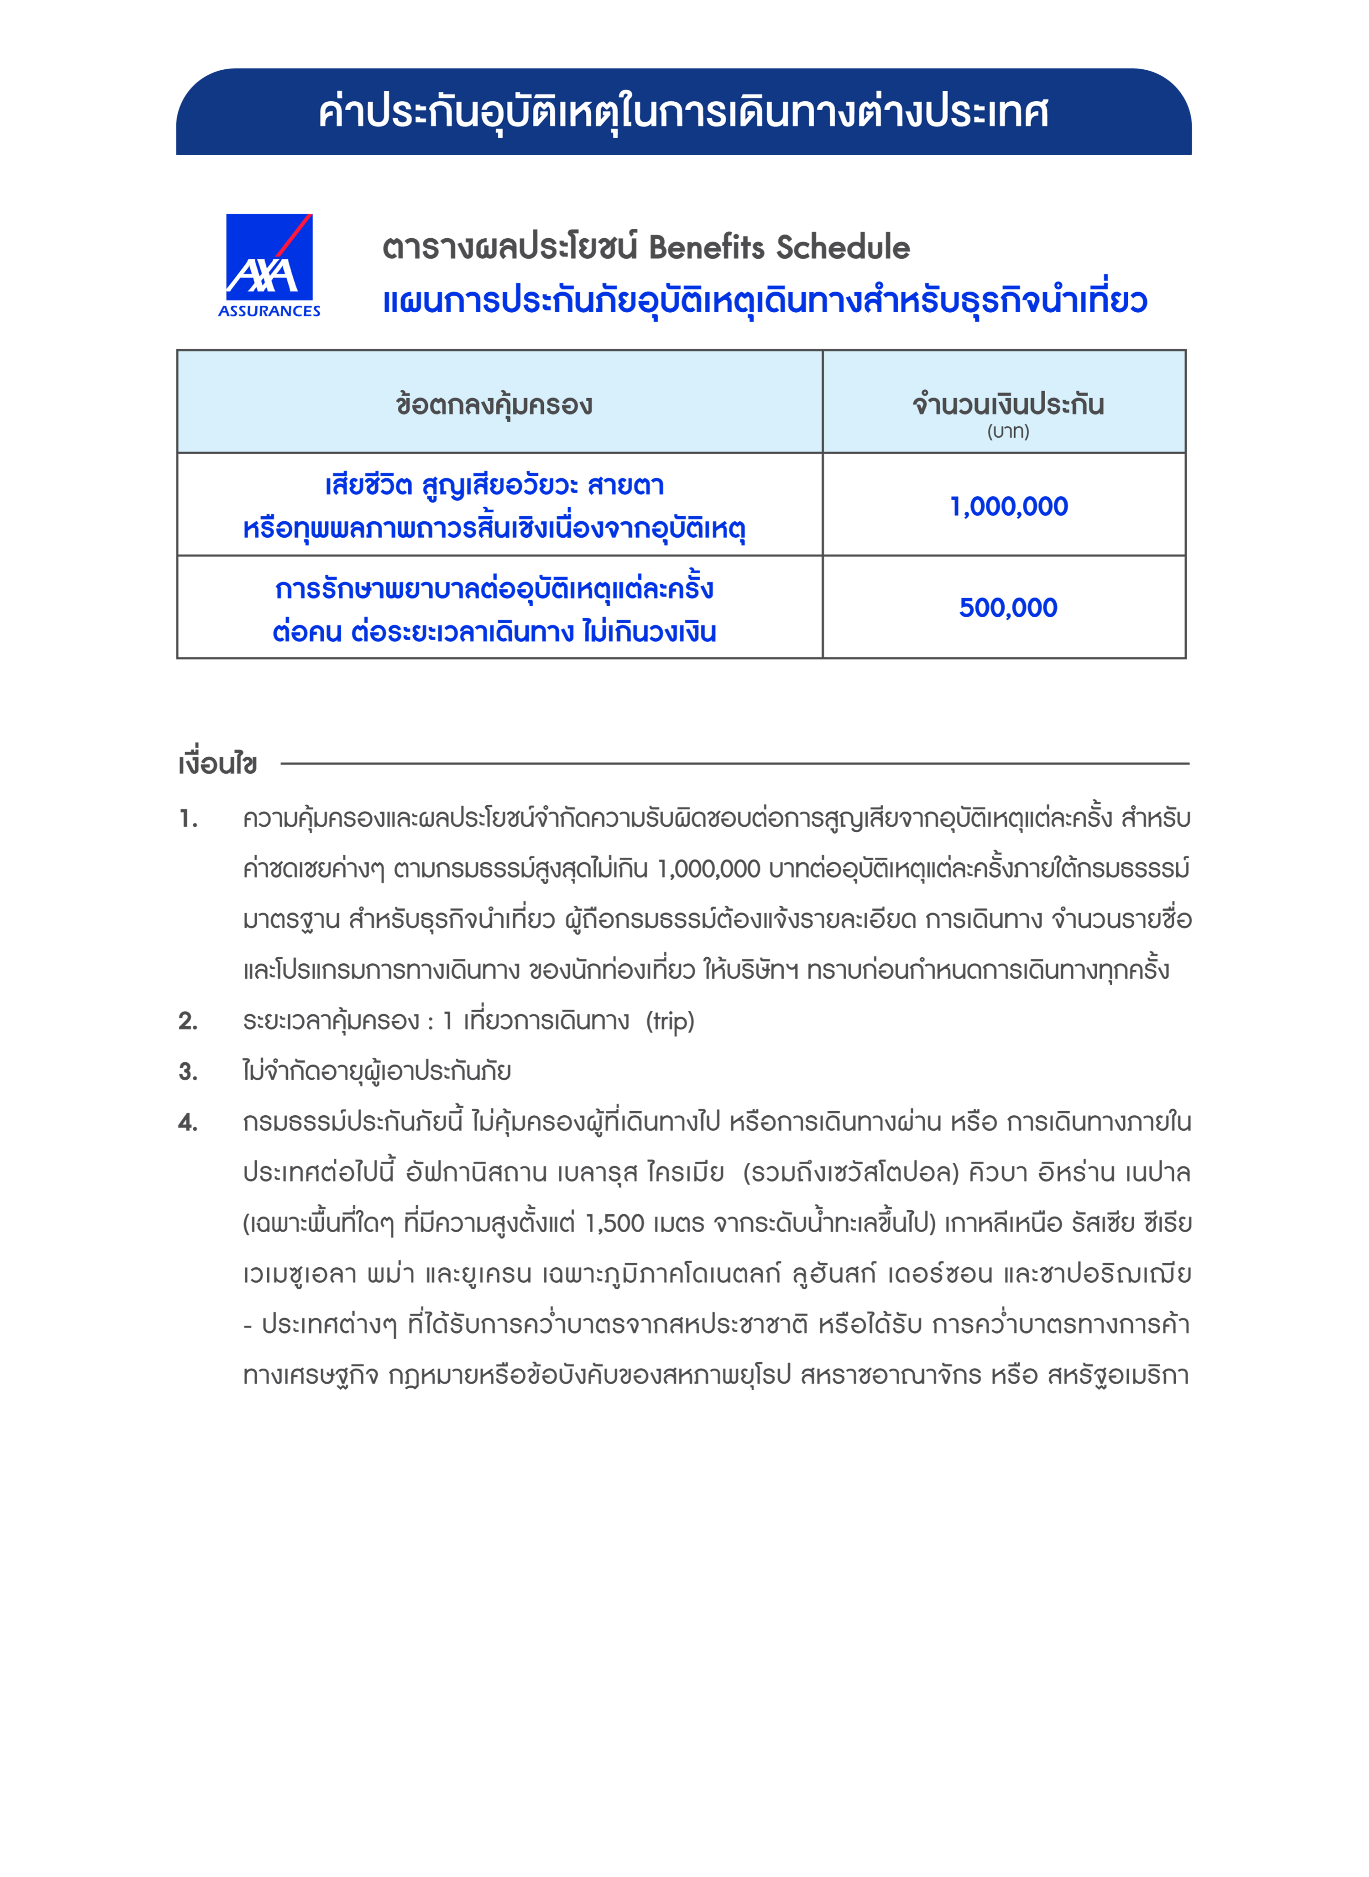 ค่าประกันอุบัติเหตุในการเดินทางต่างประเทศ
AXA
ASSURANCES
ตารางผลประโยชน์ Benefits Schedule
แผนการประกันภัยอุบัติเหตุเดินทางสำหรับธุรกิจนำเที่ยว
ข้อตกลงคุ้มครอง
จำนวนเงินประกัน
(บาท)
เสียชีวิต สูญเสียอวัยวะ สายตา
หรือทุพพลภาพถาวรสิ้นเชิงเนื่องจากอุบัติเหตุ
1,000,000
การรักษาพยาบาลต่ออุบัติเหตุแต่ละครั้ง
ต่อคน ต่อระยะเวลาเดินทาง ไม่เกินวงเงิน
500,000
เงื่อนไข
1. ความคุ้มครองและผลประโยชน์จำกัดความรับผิดชอบต่อการสูญเสียจากอุบัติเหตุแต่ละครั้ง สำหรับ
ค่าชดเชยค่างๆ ตามกรมธรรม์สูงสุดไม่เกิน 1,000,000 บาทต่ออุบัติเหตุแต่ละครั้งภายใต้กรมธรรรม์
มาตรฐาน สำหรับธุรกิจนำเที่ยว ผู้ถือกรมธรรม์ต้องแจ้งรายละเอียด การเดินทาง จำนวนรายชื่อ
และโปรแกรมการทางเดินทาง ของนักท่องเที่ยว ให้บริษัทฯ ทราบก่อนกำหนดการเดินทางทุกครั้ง
2. ระยะเวลาคุ้มครอง : 1 เที่ยวการเดินทาง (trip)
3. ไม่จำกัดอายุผู้เอาประกันภัย
4. กรมธรรม์ประกันภัยนี้ ไม่คุ้มครองผู้ที่เดินทางไป หรือการเดินทางผ่าน หรือ การเดินทางภายใน
ประเทศต่อไปนี้ อัฟกานิสถาน เบลารุส ไครเมีย (รวมถึงเซวัสโตปอล) คิวบา อิหร่าน เนปาล
(เฉพาะพื้นที่ใดๆ ที่มีความสูงตั้งแต่ 1,500 เมตร จากระดับน้ำทะเลขึ้นไป) เกาหลีเหนือ รัสเซีย ซีเรีย
เวเมซูเอลา พม่า และยูเครน เฉพาะภูมิภาคโดเนตลก์ ลูฮันสก์ เดอร์ซอน และซาปอริฌเฌีย
- ประเทศต่างๆ ที่ได้รับการคว่ำบาตรจากสหประชาชาติ หรือได้รับ การคว่ำบาตรทางการค้า
ทางเศรษฐกิจ กฎหมายหรือข้อบังคับของสหภาพยุโรป สหราชอาณาจักร หรือ สหรัฐอเมริกา